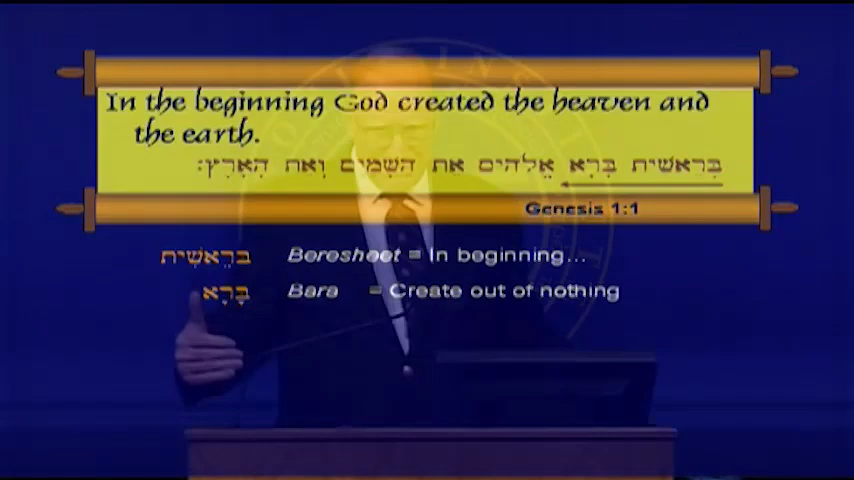 In the beginning God created the heaven and
the earth.
בְּרֵאשִׁית בָּרָא אֱלֹהִים אֵת הַשָּׁמַיִם וְאֵת הָאָרֶץ׃
Genesis 1:1
בְּרֵאשִׁית Beresheet = In beginning...
בָּרָא Bara = Create out of nothing